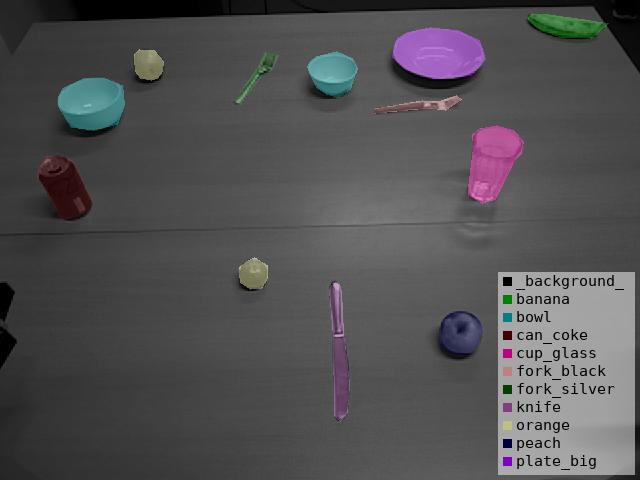 _background_
banana
bowl
can_coke
cup_glass
fork_black
fork_silver
knife
orange
peach
plate_big